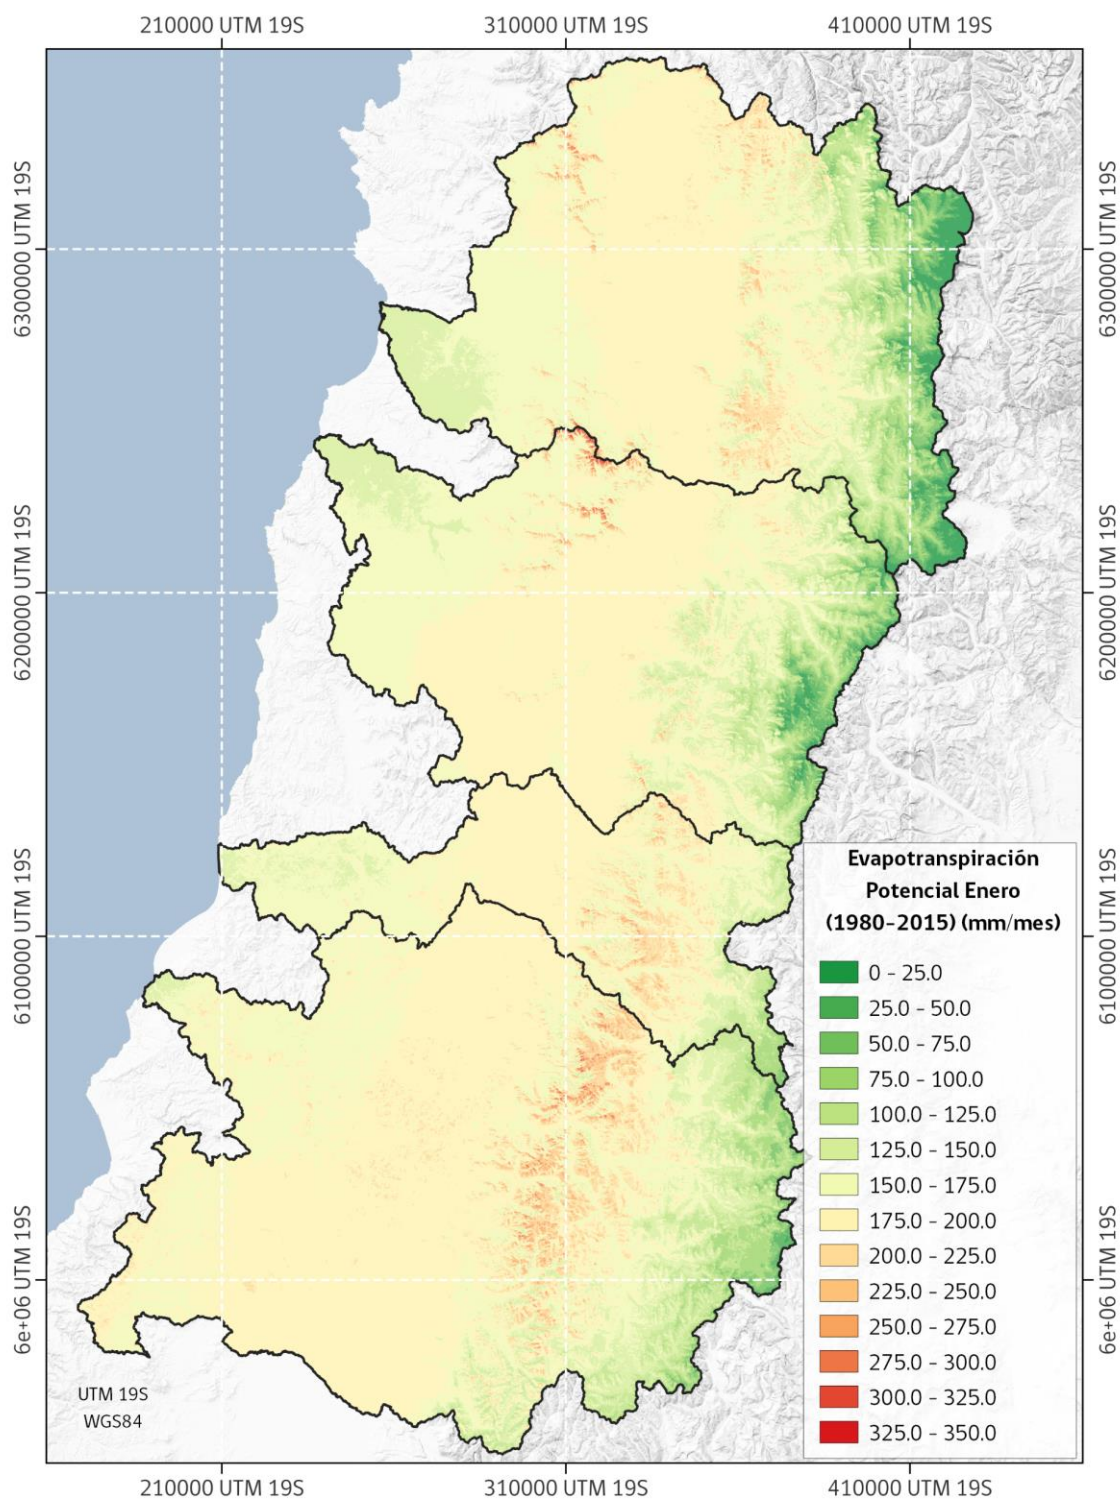 210000 UTM 19S
310000 UTM 19S
410000 UTM 19S
6300000 UTM 19S
6300000 UTM 19S
6200000 UTM 19S
6200000 UTM 19S
6100000 UTM 19S
6100000 UTM 19S
6e+06 UTM 19S
6e+06 UTM 19S
Evapotranspiración
Potencial Enero
(1980-2015) (mm/mes)
0 - 25.0
25.0 - 50.0
50.0 - 75.0
75.0 - 100.0
100.0 - 125.0
125.0 - 150.0
150.0 - 175.0
175.0 - 200.0
200.0 - 225.0
225.0 - 250.0
250.0 - 275.0
275.0 - 300.0
300.0 - 325.0
325.0 - 350.0
UTM 19S
WGS84
210000 UTM 19S
310000 UTM 19S
410000 UTM 19S